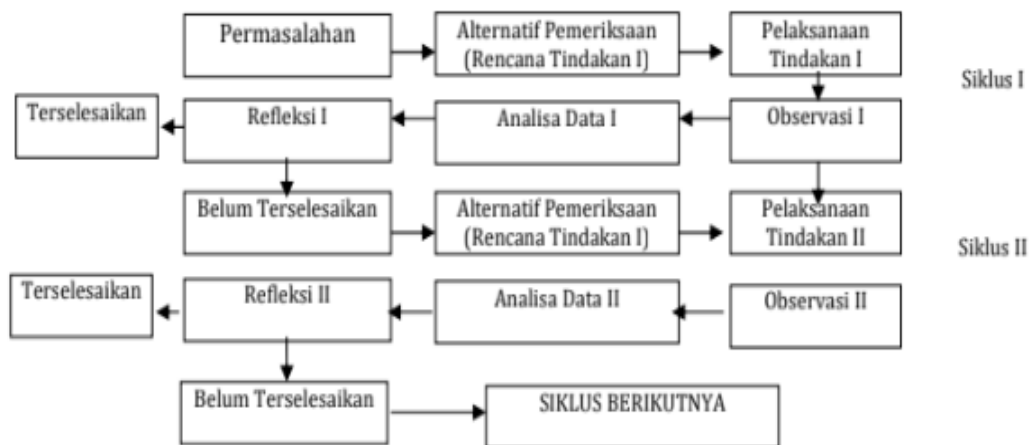 Permasalahan
Alternatif Pemeriksaan
(Rencana Tindakan I)
Pelaksanaan
Tindakan I
Siklus I
Terselesaikan
Refleksi I
Analisa Data I
Observasi I
Belum Terselesaikan
Alternatif Pemeriksaan
(Rencana Tindakan I)
Pelaksanaan
Tindakan II
Siklus II
Terselesaikan
Refleksi II
Analisa Data II
Observasi II
Belum Terselesaikan
SIKLUS BERIKUTNYA